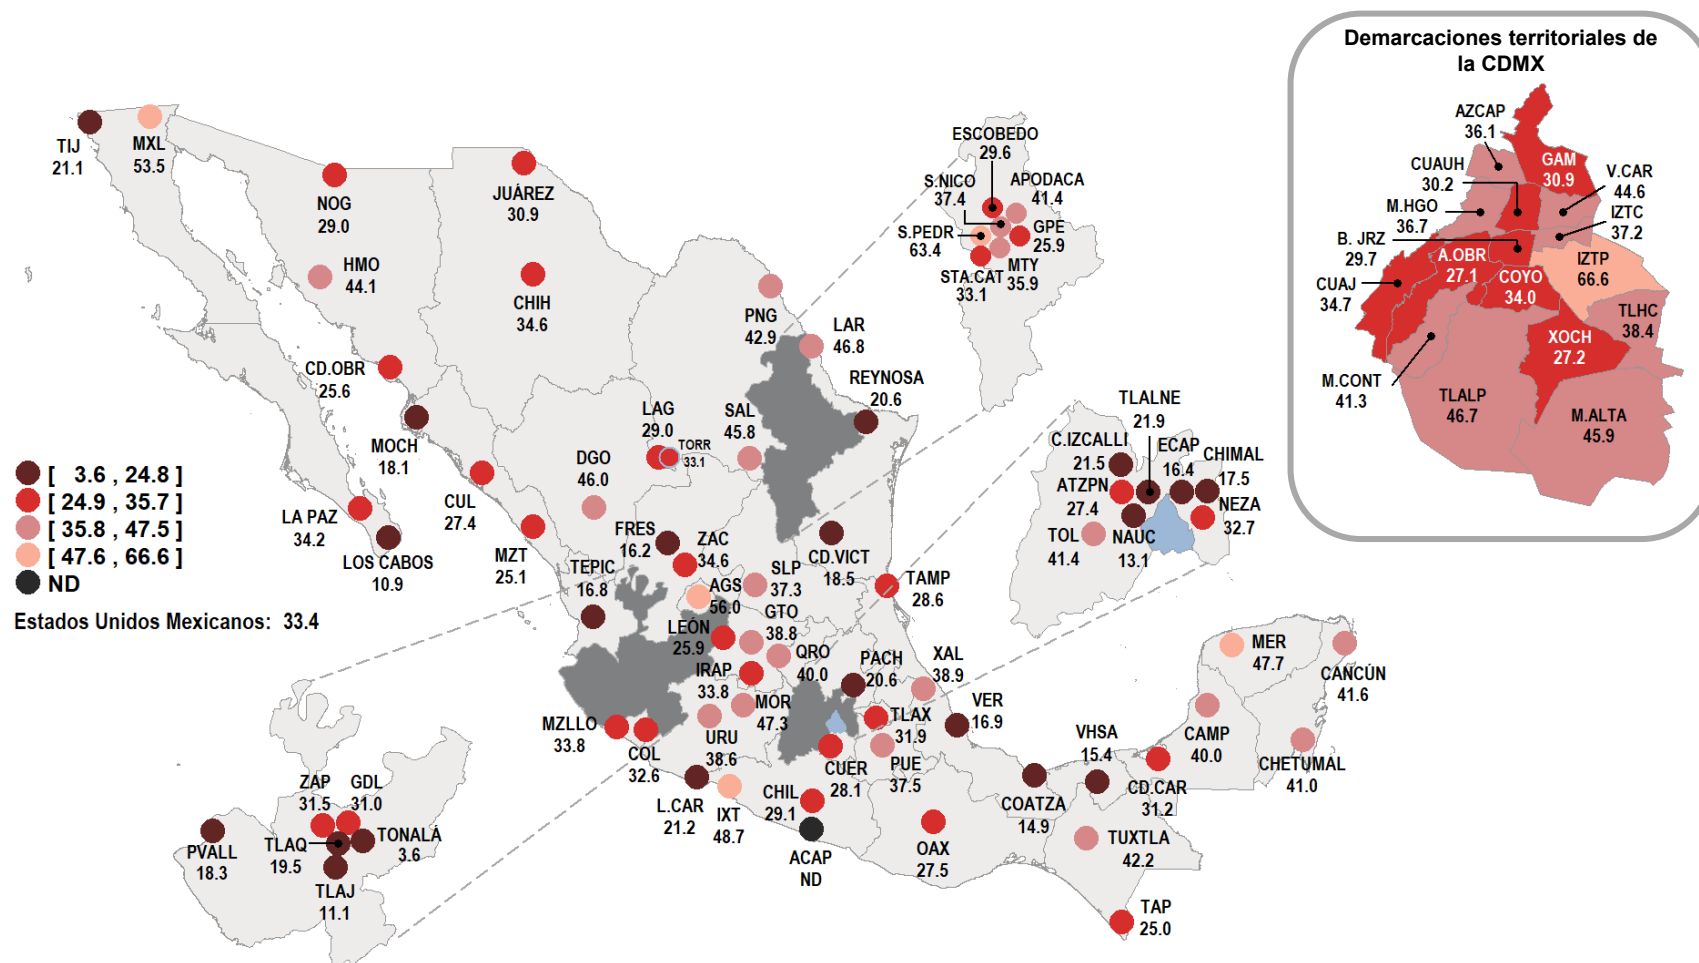 Demarcaciones territoriales de
la CDMX
AZCAP
36.1
CUAUH
30.2
GAM
30.9
V.CAR
44.6
M.HGO
36.7
IZTC
37.2
B. JRZ
29.7
A.OBR
27.1
IZTP
66.6
CUAJ
34.7
COYO
34.0
TLHC
38.4
XOCH
27.2
M.CONT
41.3
TLALP
46.7
M.ALTA
45.9
TIJ
21.1
MXL
53.5
NOG
29.0
JUÁREZ
30.9
HMO
44.1
CHIH
34.6
CD.OBR
25.6
MOCH
18.1
LA PAZ
34.2
LOS CABOS
10.9
CUL
27.4
MZT
25.1
PNG
42.9
LAR
46.8
REYNOSA
20.6
LAG
29.0
TORR
33.1
SAL
45.8
DGO
46.0
FRES
16.2
ZAC
34.6
TEPIC
16.8
AGS
56.0
SLP
37.3
CD.VICT
18.5
TAMP
28.6
LEÓN
25.9
GTO
38.8
IRAP
33.8
QRO
40.0
PACH
20.6
XAL
38.9
MOR
47.3
URU
38.6
MZLLO
33.8
COL
32.6
L.CAR
21.2
IXT
48.7
CHIL
29.1
ACAP
ND
CUER
28.1
TLAX
31.9
PUE
37.5
VER
16.9
OAX
27.5
COATZA
14.9
VHSA
15.4
CD.CAR
31.2
TUXTLA
42.2
TAP
25.0
CAMP
40.0
MER
47.7
CANCÚN
41.6
CHETUMAL
41.0
ESCOBEDO
29.6
S.NICO
37.4
APODACA
41.4
S.PEDR
63.4
GPE
25.9
STA.CAT
33.1
MTY
35.9
TLALNE
21.9
C.IZCALLI
21.5
ECAP
16.4
CHIMAL
17.5
ATZPN
27.4
NEZA
32.7
TOL
41.4
NAUC
13.1
ZAP
31.5
GDL
31.0
PVALL
18.3
TLAQ
19.5
TONALÁ
3.6
TLAJ
11.1
[ 3.6 , 24.8 ]
[ 24.9 , 35.7 ]
[ 35.8 , 47.5 ]
[ 47.6 , 66.6 ]
ND
Estados Unidos Mexicanos: 33.4